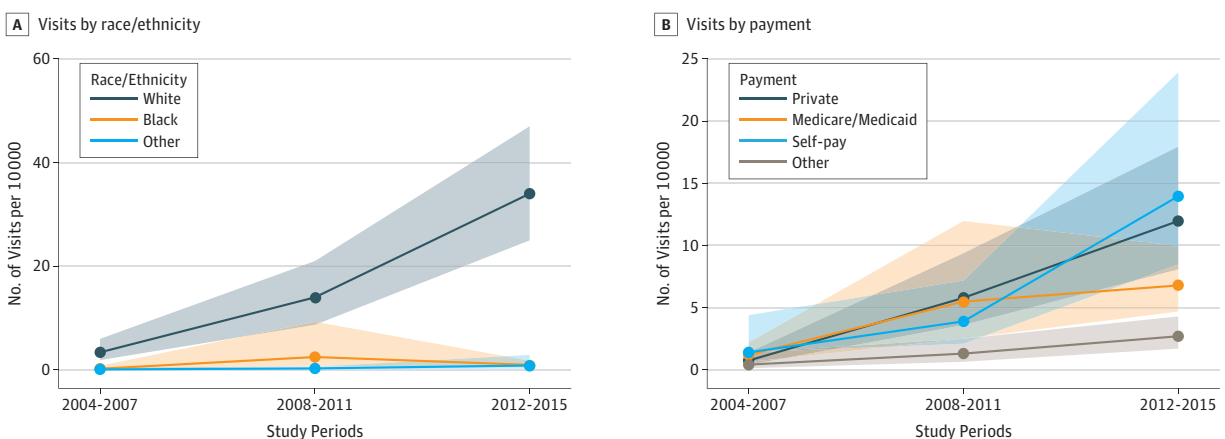 A Visits by race/ethnicity
60
40
20
0
No. of Visits per 10000
Race/Ethnicity
White
Black
Other
2004-2007
2008-2011
2012-2015
Study Periods
B Visits by payment
25
20
15
10
5
0
No. of Visits per 10000
Payment
Private
Medicare/Medicaid
Self-pay
Other
2004-2007
2008-2011
2012-2015
Study Periods